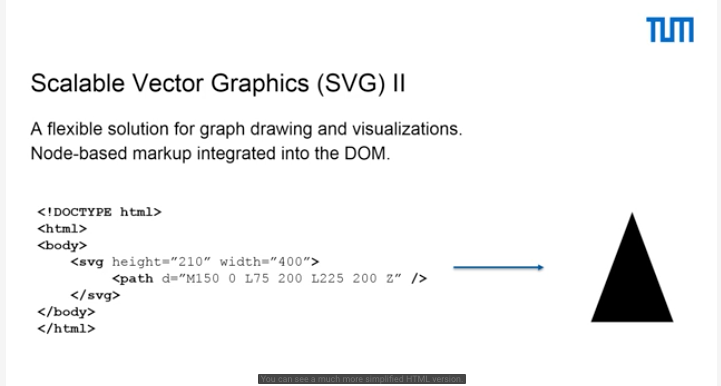 TUM
Scalable Vector Graphics (SVG) II
A flexible solution for graph drawing and visualizations.
Node-based markup integrated into the DOM.
<!DOCTYPE html>
<html>
<body>
<svg height="210" width="400">
<path d="M150 0 L75 200 L225 200 Z" />
</svg>
</body>
</html>
You can see a much more simplified HTML version.